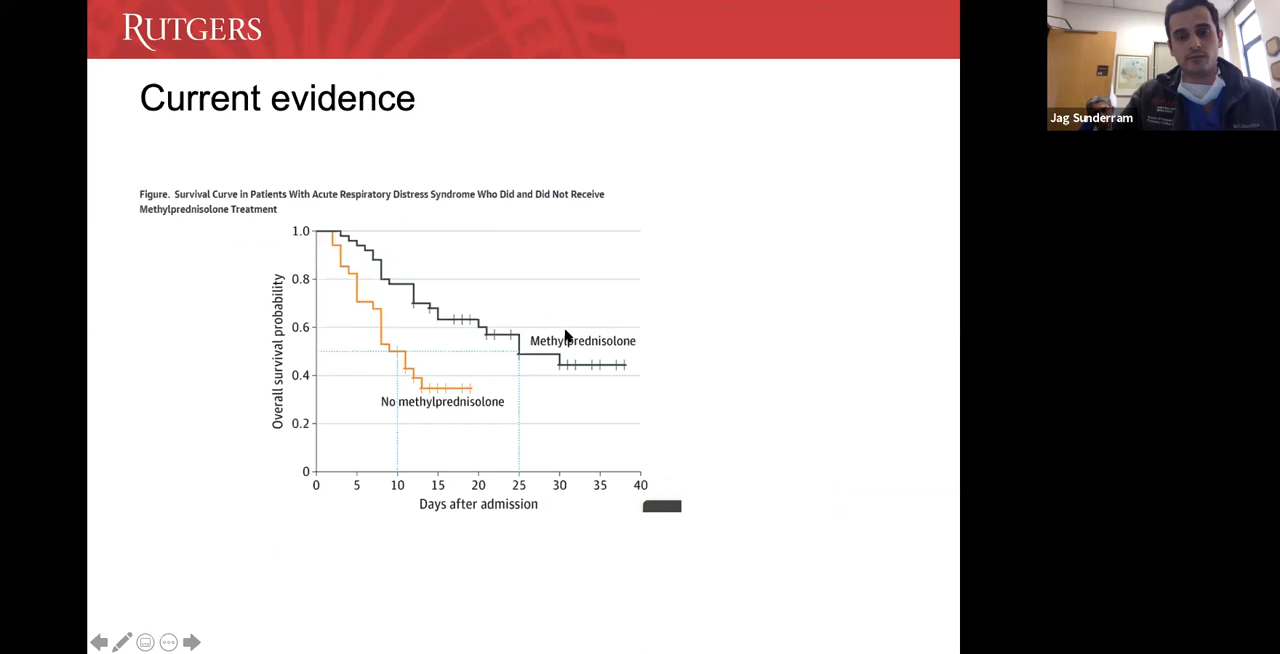 RUTGERS
Jag Sunderram
Current evidence
Figure. Survival Curve in Patients With Acute Respiratory Distress Syndrome Who Did and Did Not Receive
Methylprednisolone Treatment
Overall survival probability
1.0
0.8
0.6
0.4
0.2
0
Methylprednisolone
No methylprednisolone
0 5 10 15 20 25 30 35 40
Days after admission